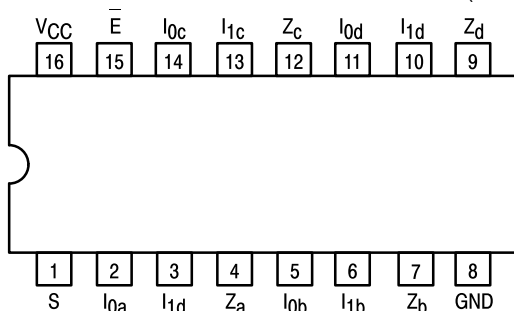 VCC E I0c I1c Zc I0d I1d Zd
16 15 14 13 12 11 10 9
1 2 3 4 5 6 7 8
S I0a I1d Za I0b I1b Zb GND